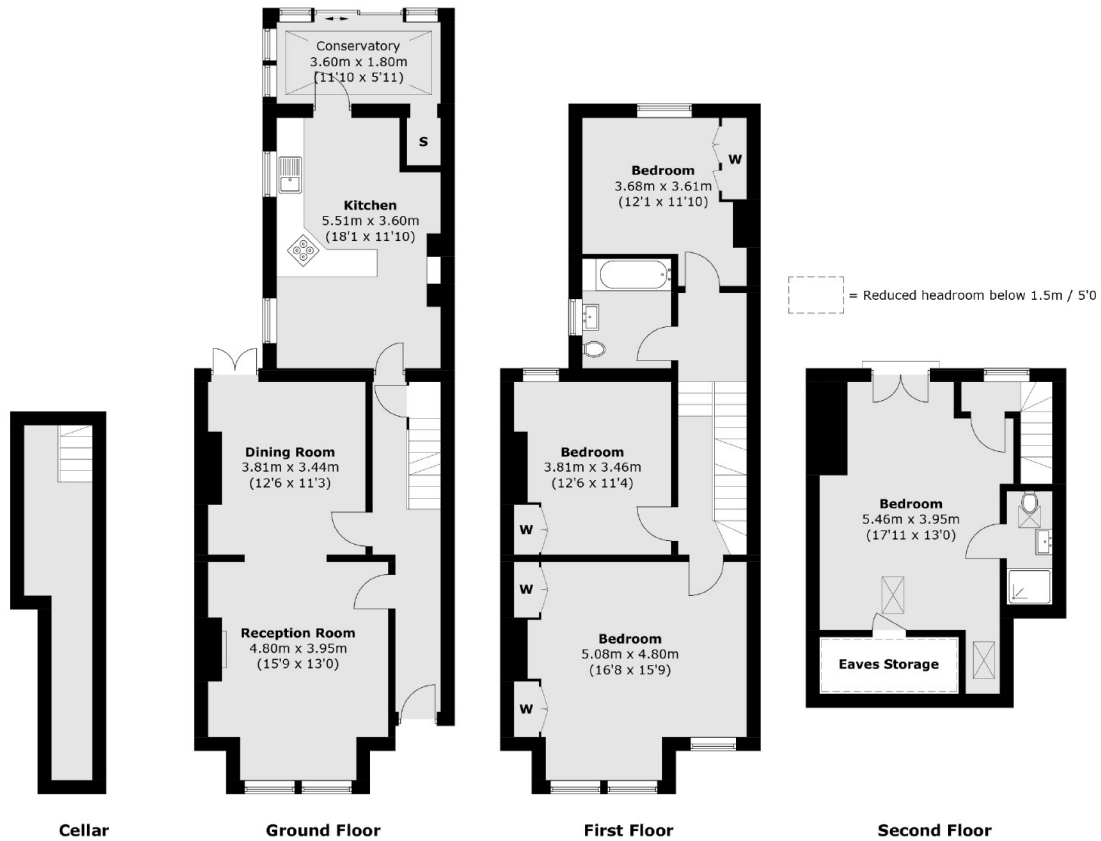 Conservatory
3.60m x 1.80m
(11'10 x 5'11)
S
Kitchen
5.51m x 3.60m
(18'1 x 11'10)
Dining Room
3.81m x 3.44m
(12'6 x 11'3)
Reception Room
4.80m x 3.95m
(15'9 x 13'0)
Bedroom
3.68m x 3.61m
(12'1 x 11'10)
W
Bedroom
3.81m x 3.46m
(12'6 x 11'4)
W
W
Bedroom
5.08m x 4.80m
(16'8 x 15'9)
W
= Reduced headroom below 1.5m / 5'0
Bedroom
5.46m x 3.95m
(17'11 x 13'0)
Eaves Storage
Cellar
Ground Floor
First Floor
Second Floor